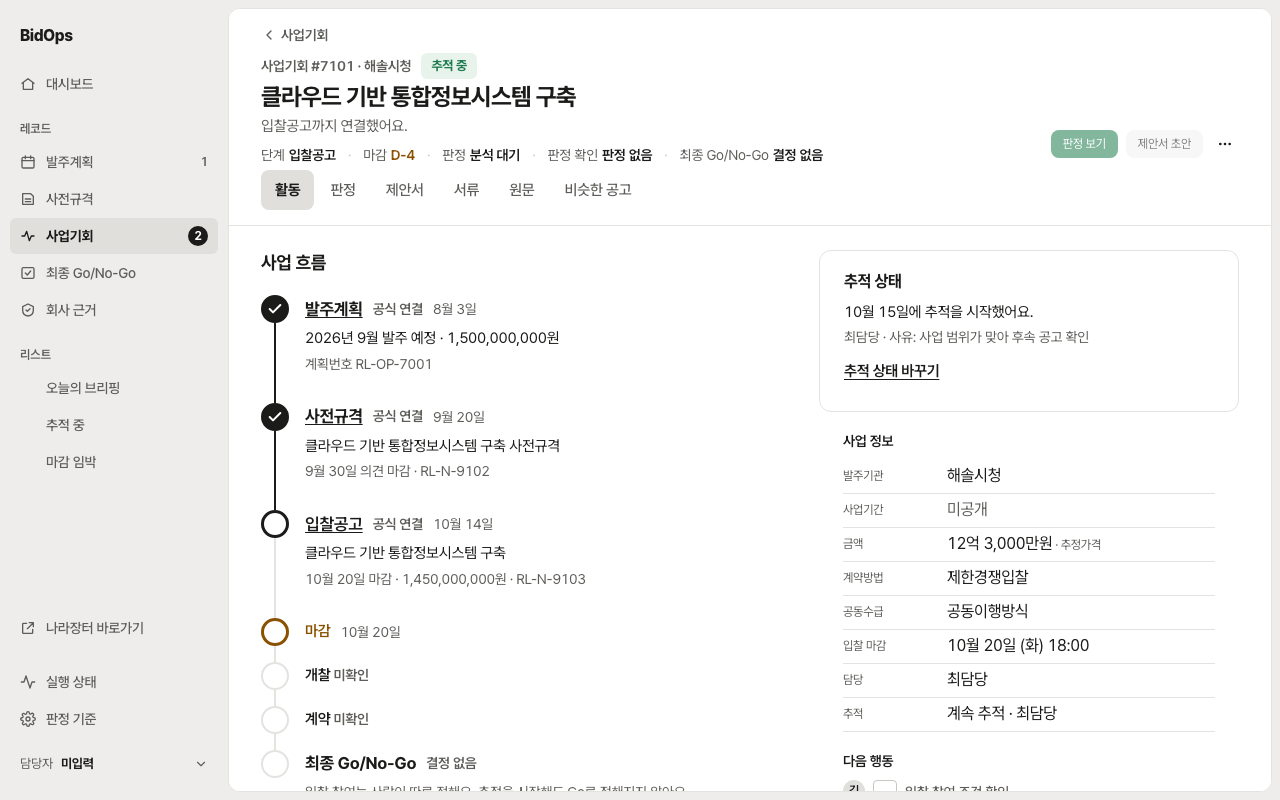 BidOps
대시보드
레코드
발주계획 1
사전규격
사업기회 2
최종 Go/No-Go
회사 근거
리스트
오늘의 브리핑
추적 중
마감 임박
나라장터 바로가기
실행 상태
판정 기준
담당자 미입력
사업기회
사업기회 #7101 · 해솔시청 추적 중
클라우드 기반 통합정보시스템 구축
입찰공고까지 연결했어요.
단계 입찰공고 · 마감 D-4 · 판정 분석 대기 · 판정 확인 판정 없음 · 최종 Go/No-Go 결정 없음
판정 보기 제안서 초안
활동 판정 제안서 서류 원문 비슷한 공고
사업 흐름
발주계획 공식 연결 8월 3일
2026년 9월 발주 예정 · 1,500,000,000원
계획번호 RL-OP-7001
사전규격 공식 연결 9월 20일
클라우드 기반 통합정보시스템 구축 사전규격
9월 30일 의견 마감 · RL-N-9102
입찰공고 공식 연결 10월 14일
클라우드 기반 통합정보시스템 구축
10월 20일 마감 · 1,450,000,000원 · RL-N-9103
마감 10월 20일
개찰 미확인
계약 미확인
최종 Go/No-Go 결정 없음
추적 상태
10월 15일에 추적을 시작했어요.
최담당 · 사유: 사업 범위가 맞아 후속 공고 확인
추적 상태 바꾸기
사업 정보
발주기관 해솔시청
사업기간 미공개
금액 12억 3,000만원 · 추정가격
계약방법 제한경쟁입찰
공동수급 공동이행방식
입찰 마감 10월 20일 (화) 18:00
담당 최담당
추적 계속 추적 · 최담당
다음 행동